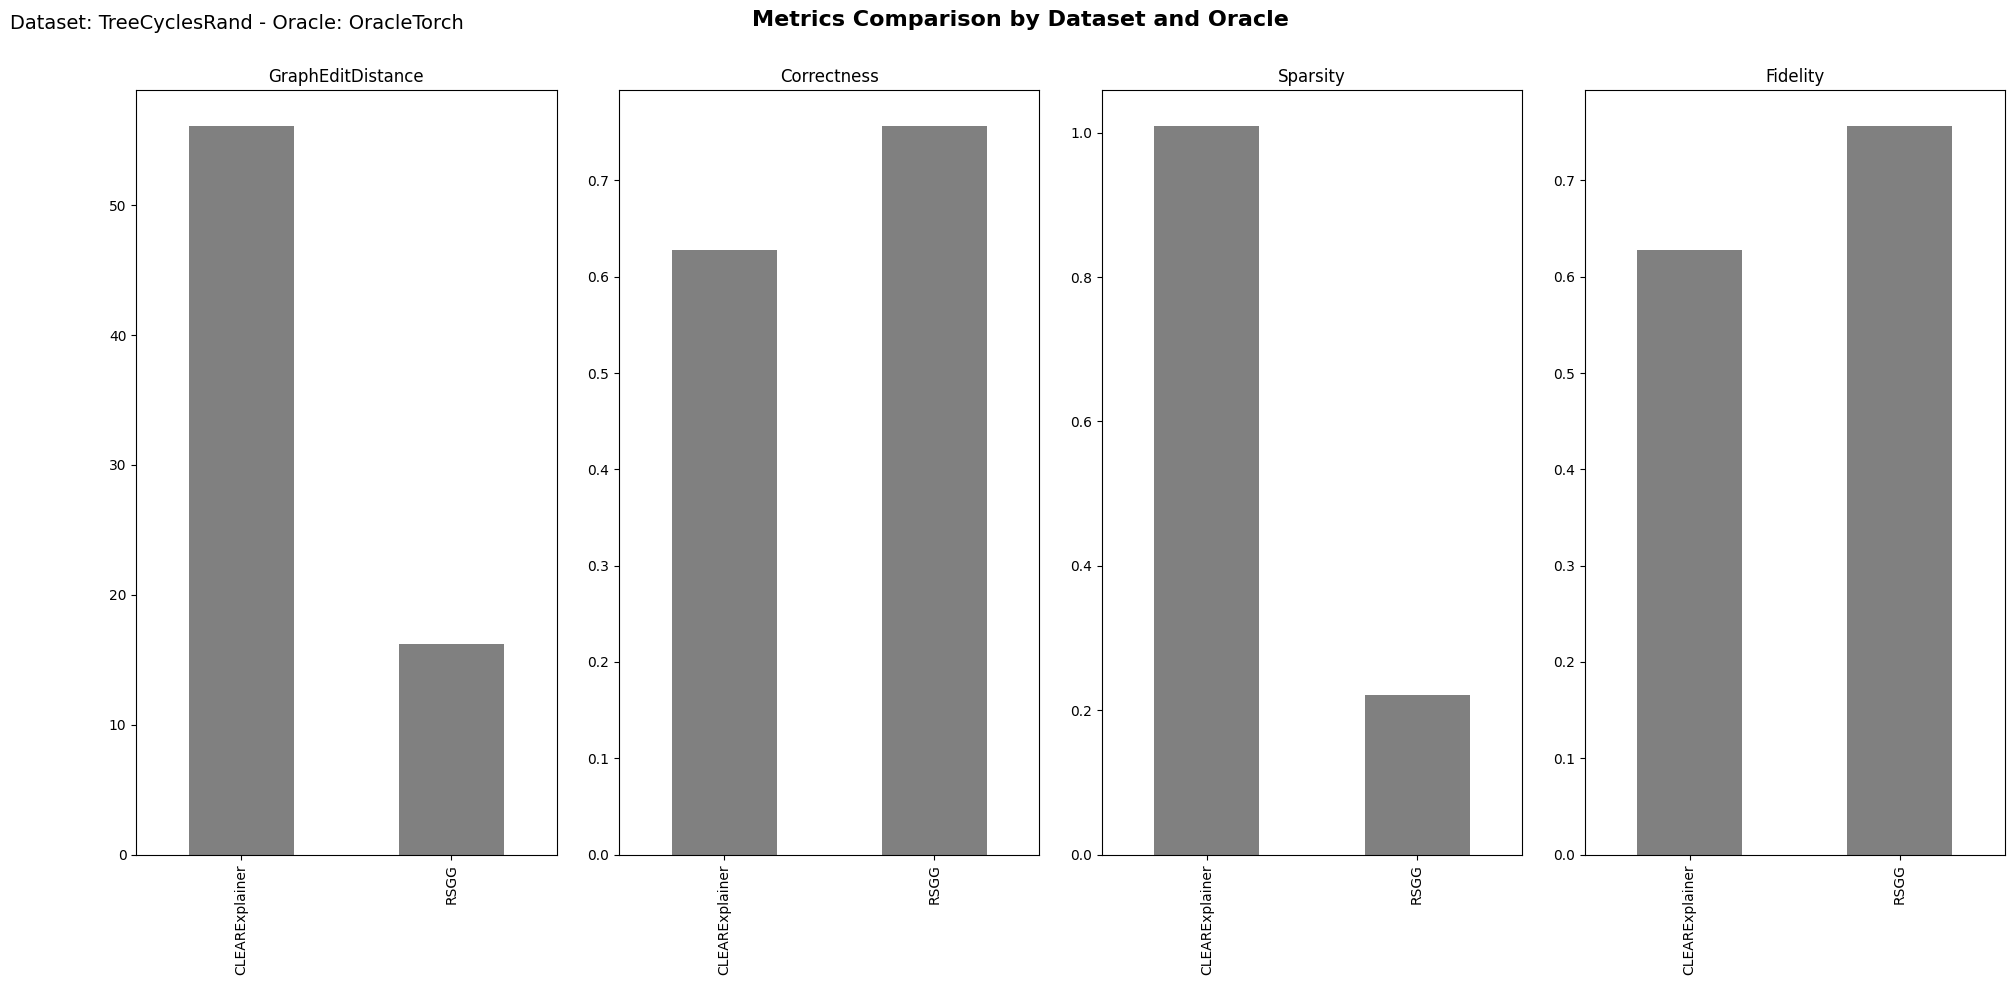 Dataset: TreeCyclesRand - Oracle: OracleTorch
Metrics Comparison by Dataset and Oracle
GraphEditDistance
50
40
30
20
10
0
CLEARExplainer
RSGG
Correctness
0.7
0.6
0.5
0.4
0.3
0.2
0.1
0.0
CLEARExplainer
RSGG
Sparsity
1.0
0.8
0.6
0.4
0.2
0.0
CLEARExplainer
RSGG
Fidelity
0.7
0.6
0.5
0.4
0.3
0.2
0.1
0.0
CLEARExplainer
RSGG